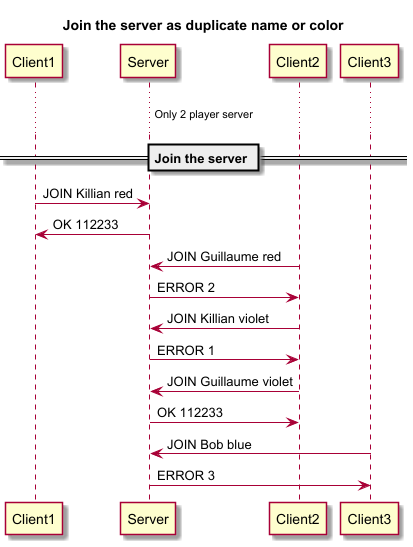 Join the server as duplicate name or color
Client1 Server Client2 Client3
Only 2 player server
Join the server
JOIN Killian red
OK 112233
JOIN Guillaume red
ERROR 2
JOIN Killian violet
ERROR 1
JOIN Guillaume violet
OK 112233
JOIN Bob blue
ERROR 3
Client1 Server Client2 Client3